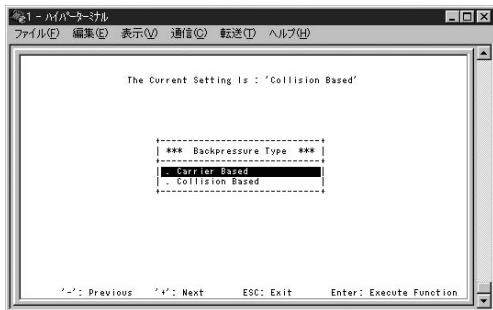 1 - ハイパーターミナル
ファイル(F) 編集(E) 表示(V) 通信(C) 転送(T) ヘルプ(H)
The Current Setting Is : 'Collision Based'
*** Backpressure Type ***
. Carrier Based
. Collision Based
'-': Previous '+': Next ESC: Exit Enter: Execute Function